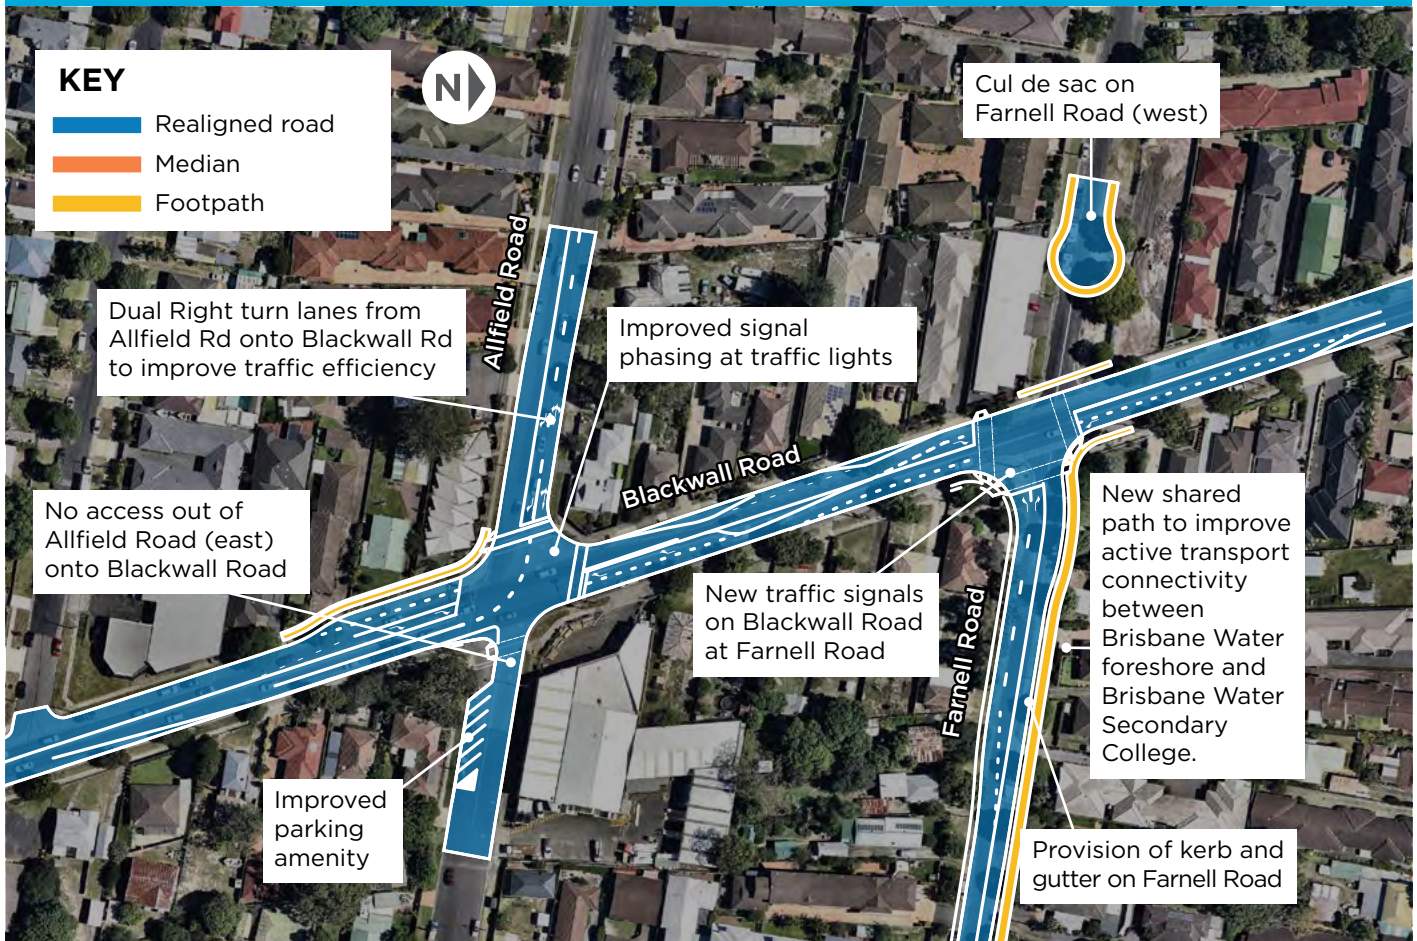 KEY
Realigned road
Median
Footpath
N
Cul de sac on
Farnell Road (west)
Allfield Road
Dual Right turn lanes from
Allfield Rd onto Blackwall Rd
to improve traffic efficiency
Improved signal
phasing at traffic lights
Blackwall Road
No access out of
Allfield Road (east)
onto Blackwall Road
New shared
path to improve
active transport
connectivity
between
Brisbane Water
foreshore and
Brisbane Water
Secondary
College.
New traffic signals
on Blackwall Road
at Farnell Road
Farnell Road
Improved
parking
amenity
Provision of kerb and
gutter on Farnell Road